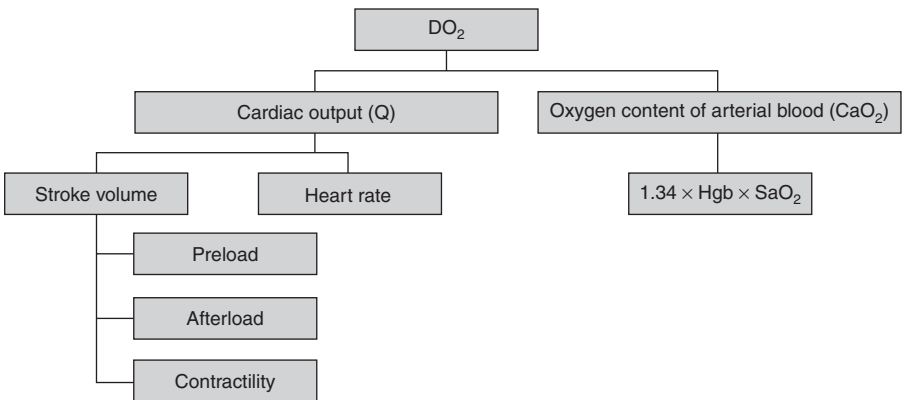 DO₂
Cardiac output (Q)
Oxygen content of arterial blood (CaO₂)
Stroke volume
Heart rate
1.34 × Hgb × SaO₂
Preload
Afterload
Contractility